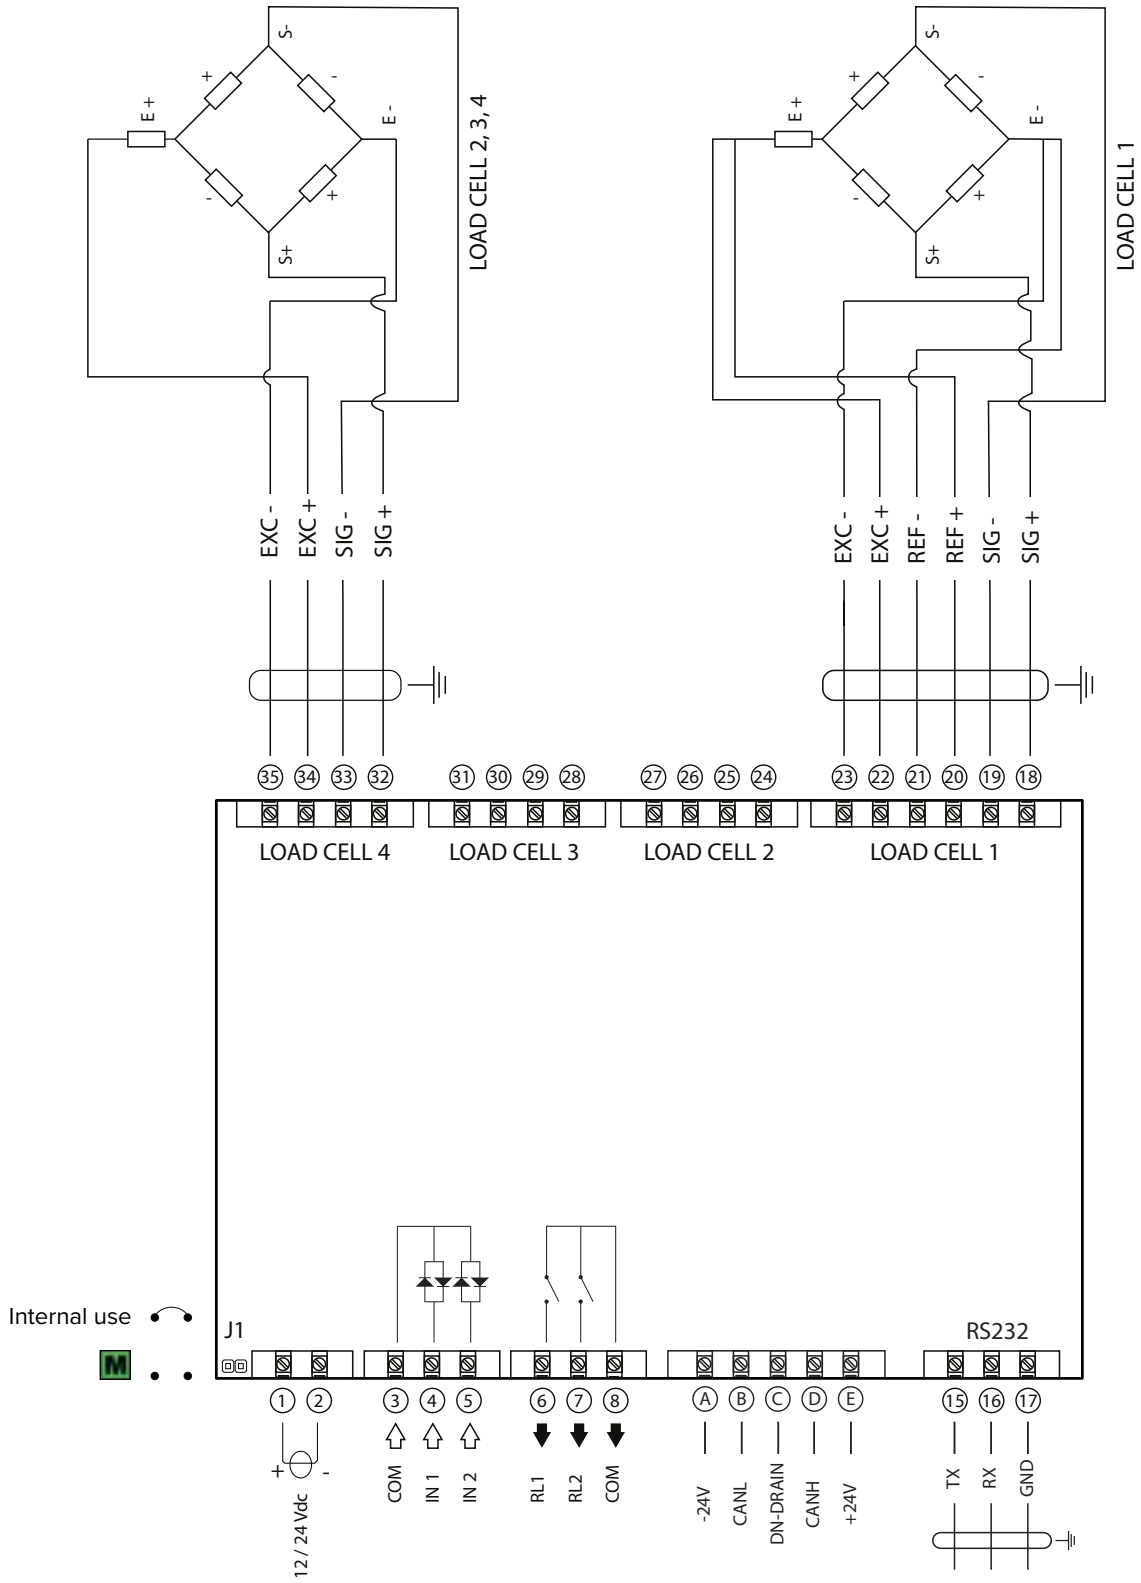 S-
S-
+
-
+
-
E +
E -
E +
E -
-
+
-
+
S+
S+
LOAD CELL 2, 3, 4
LOAD CELL 1
EXC -
EXC +
SIG -
SIG +
EXC -
EXC +
REF -
REF +
SIG -
SIG +
35 34 33 32 31 30 29 28 27 26 25 24 23 22 21 20 19 18
LOAD CELL 4 LOAD CELL 3 LOAD CELL 2 LOAD CELL 1
Internal use
J1
RS232
M
1 2 3 4 5 6 7 8 A B C D E 15 16 17
+ -
12 / 24 Vdc
COM
IN 1
IN 2
RL1
RL2
COM
-24V
CANL
DN-DRAIN
CANH
+24V
TX
RX
GND